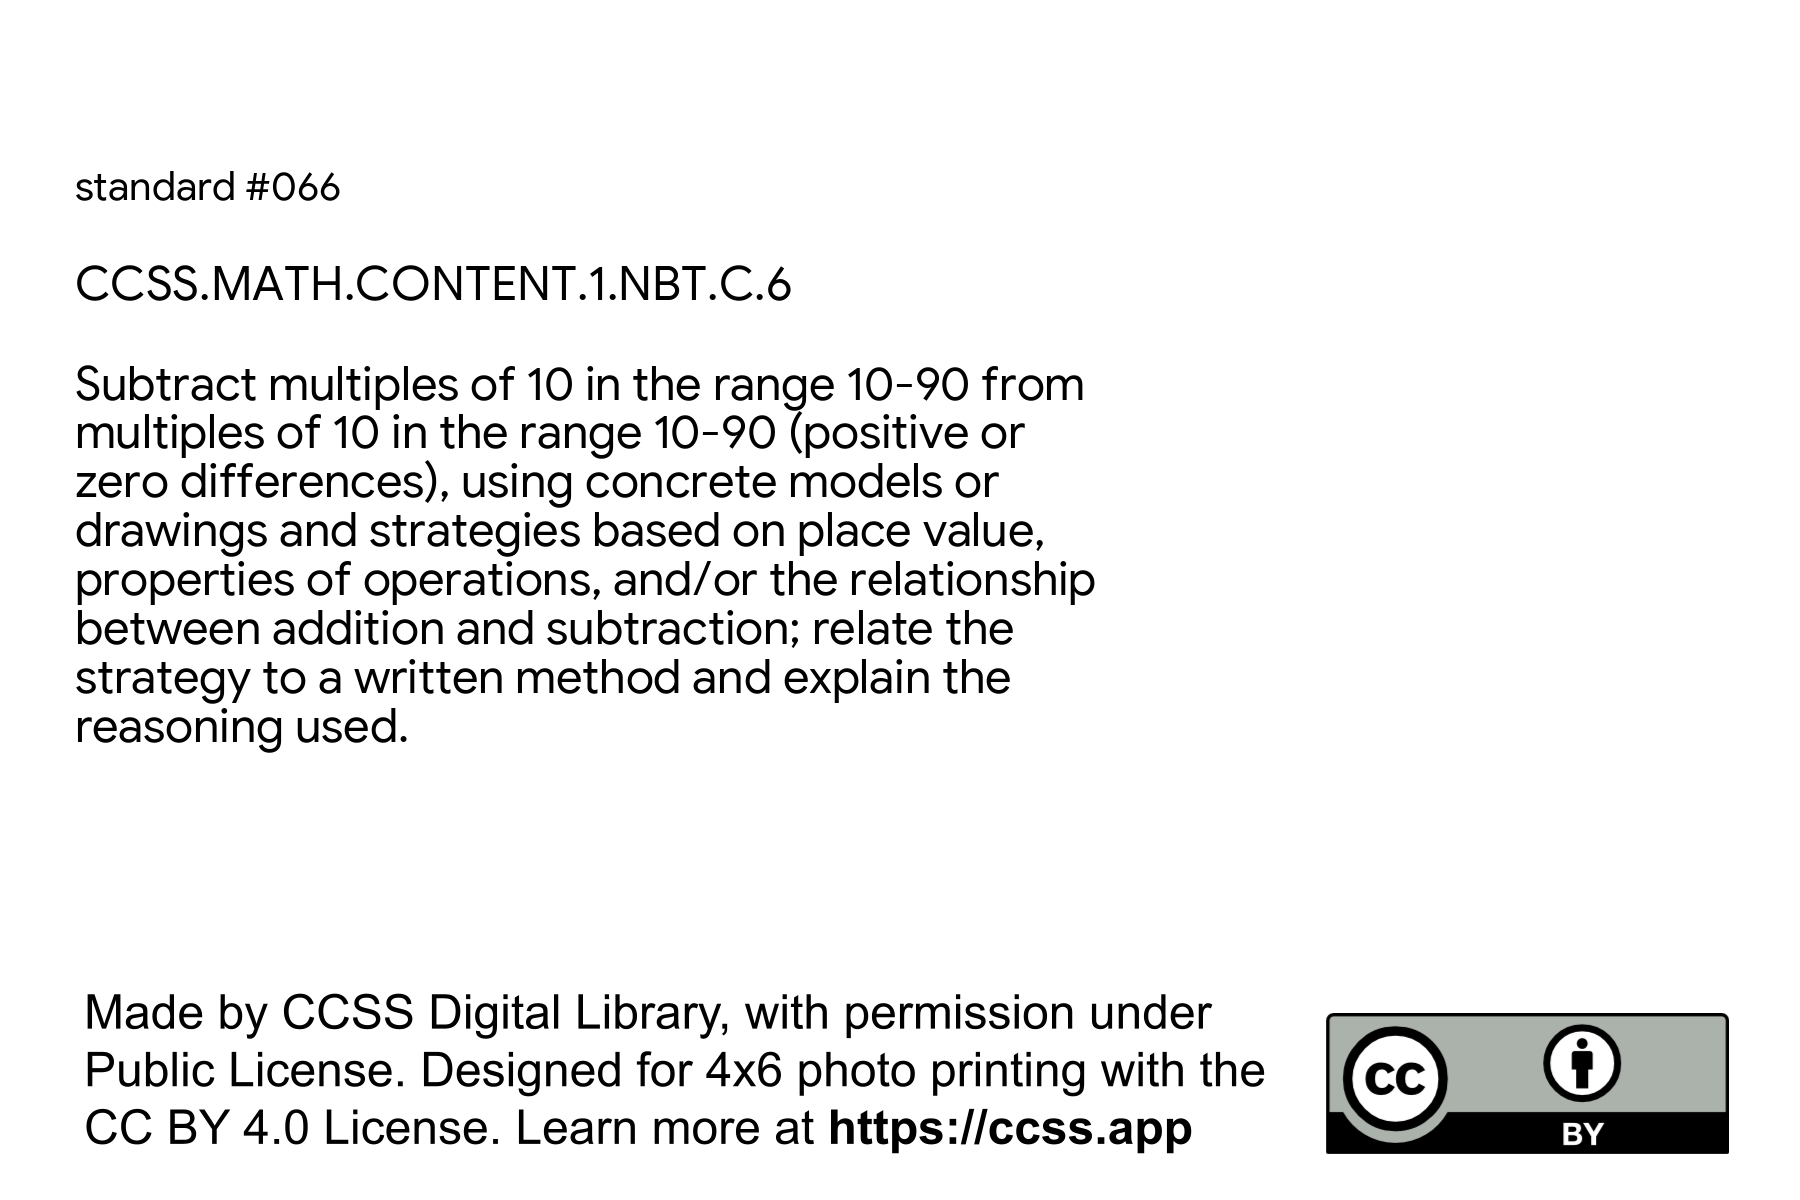 standard #066
CCSS.MATH.CONTENT.1.NBT.C.6
Subtract multiples of 10 in the range 10-90 from
multiples of 10 in the range 10-90 (positive or
zero differences), using concrete models or
drawings and strategies based on place value,
properties of operations, and/or the relationship
between addition and subtraction; relate the
strategy to a written method and explain the
reasoning used.
Made by CCSS Digital Library, with permission under
Public License. Designed for 4x6 photo printing with the
CC BY 4.0 License. Learn more at https://ccss.app
CC
BY